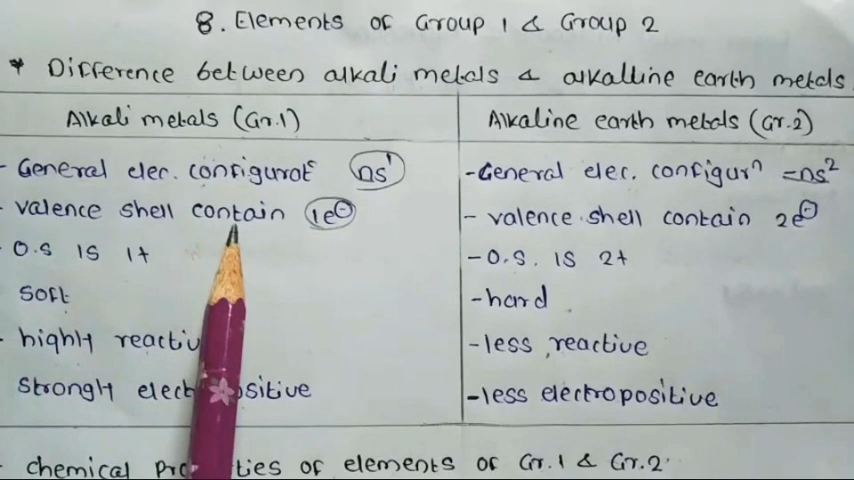 8. Elements of Group 1 & Group 2
* Difference between alkali metals & alkalline earth metals
Alkali metals (Gr.1)
Alkaline earth metals (Gr.2)
- General elec. configuratⁿ ns¹
- valence shell contain 1e⊖
- O.S is 1+
soft
- highly reactiv
strongly elect positive
- General elec. configurⁿ = ns²
- valence shell contain 2e⊖
- O.S. is 2+
- hard
- less reactive
- less electropositive
- chemical pro ties of elements of Gr.1 & Gr.2